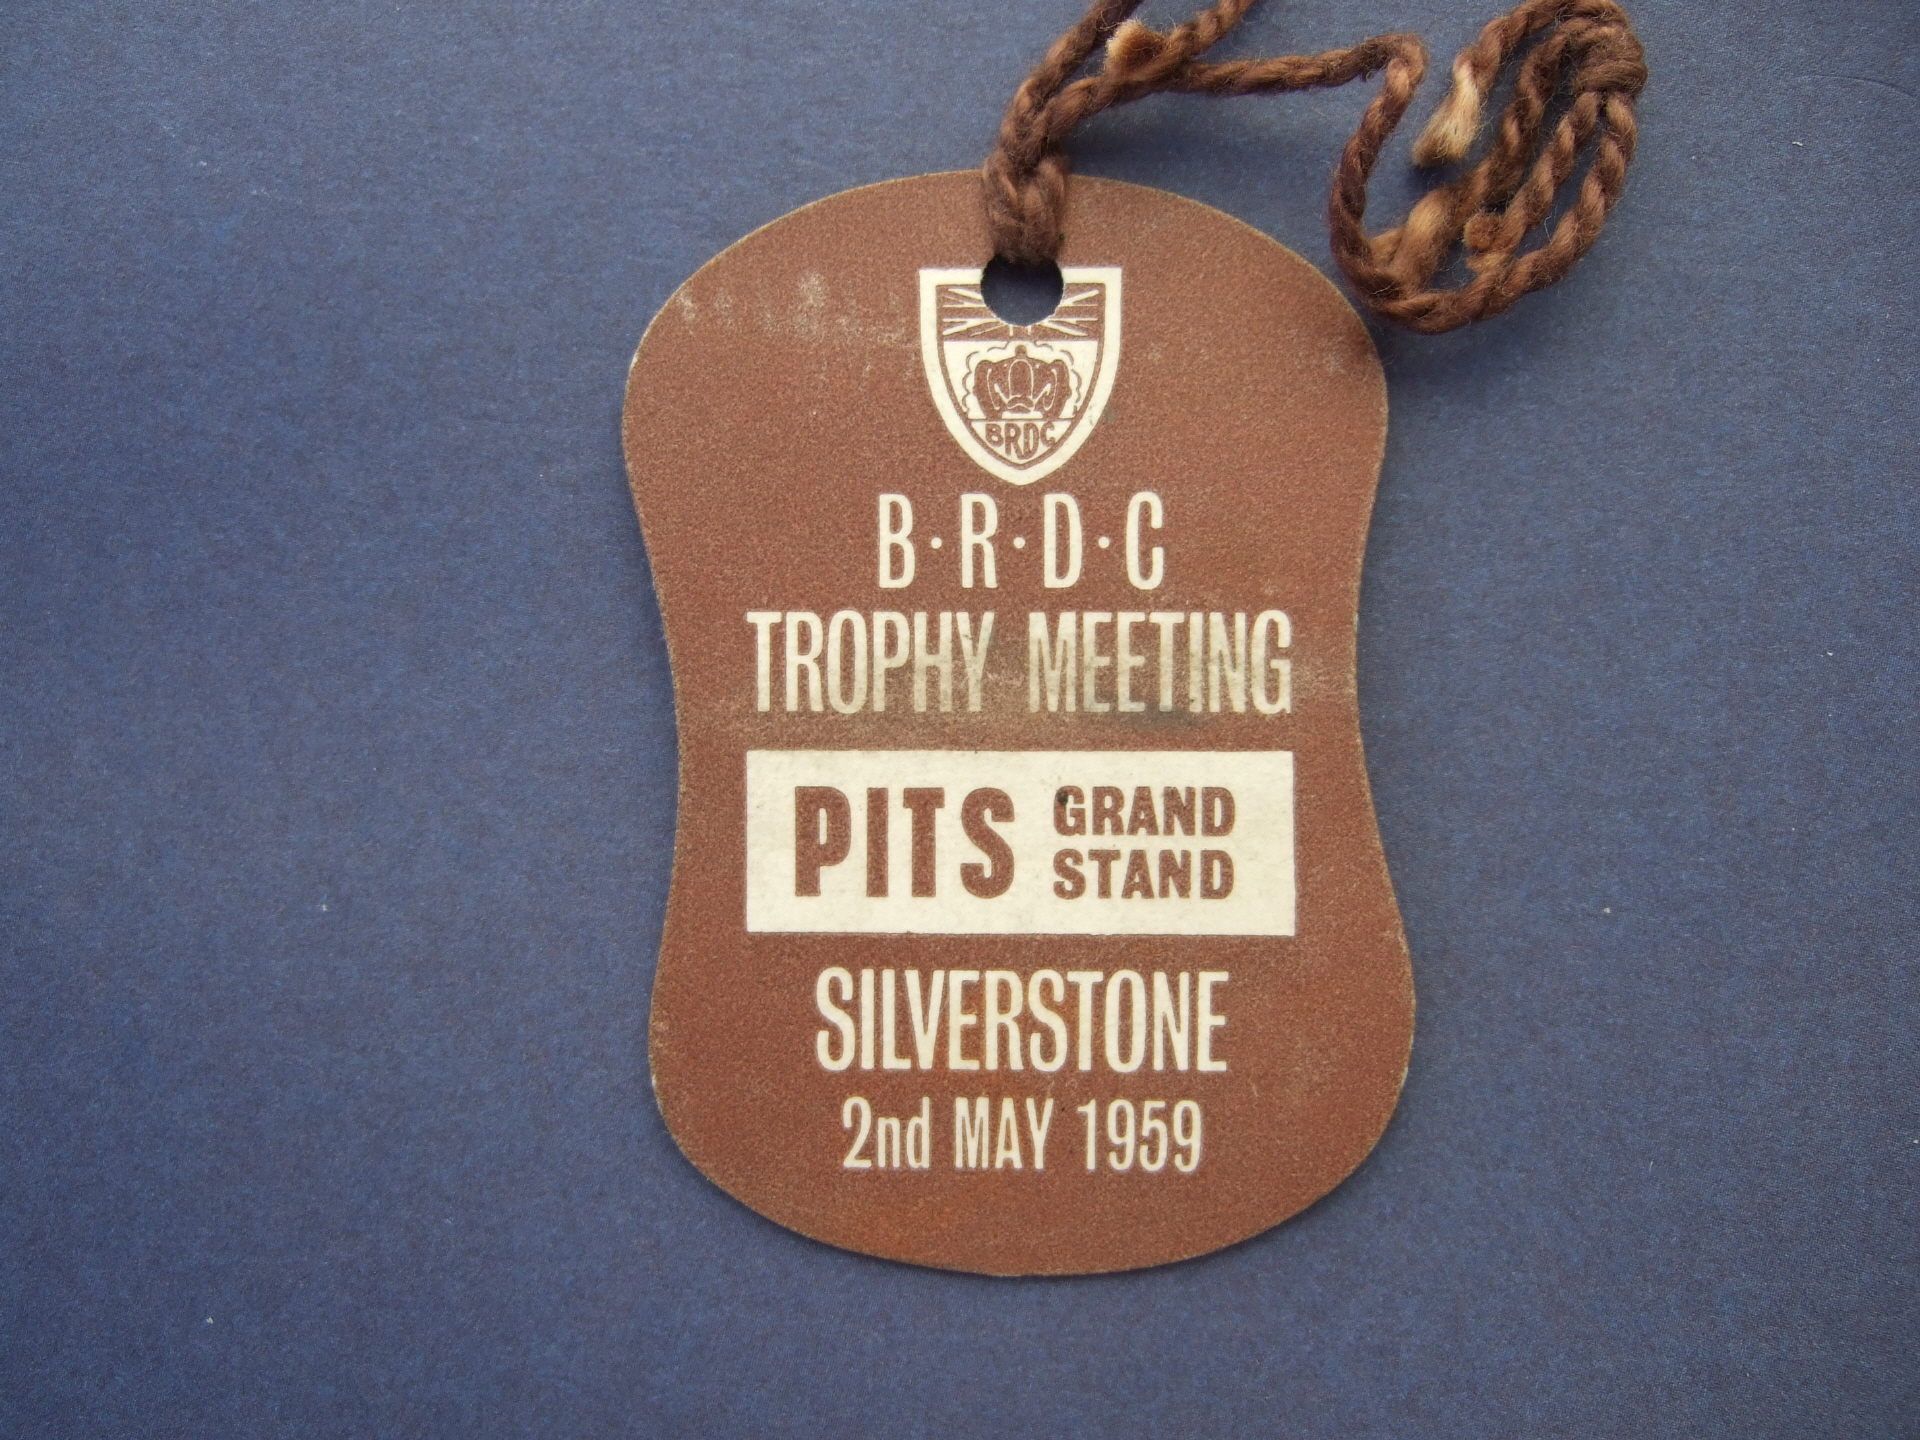 BRDC
B·R·D·C
TROPHY MEETING
PITS GRAND
STAND
SILVERSTONE
2nd MAY 1959